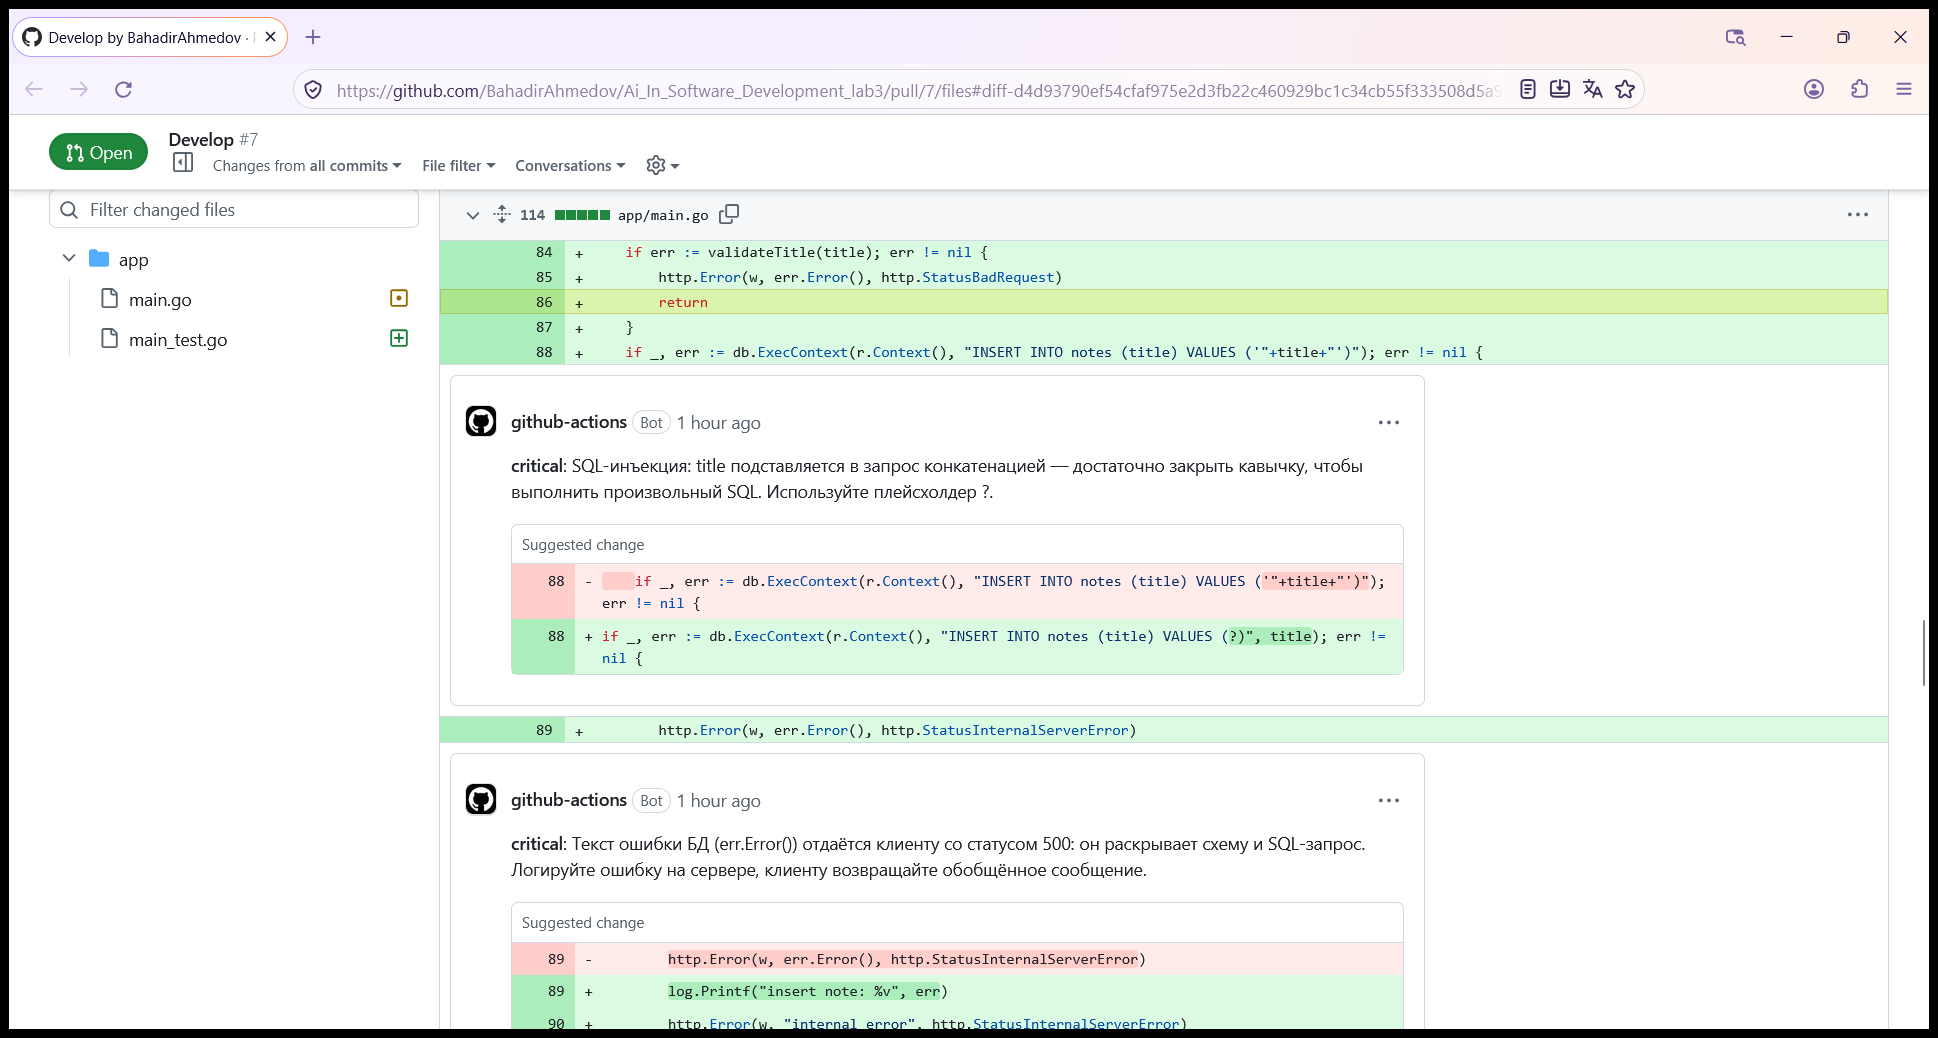 Develop by BahadirAhmedov ·
https://github.com/BahadirAhmedov/Ai_In_Software_Development_lab3/pull/7/files#diff-d4d93790ef54cfaf975e2d3fb22c460929bc1c34cb55f333508d5a9
Open
Develop #7
Changes from all commits
File filter
Conversations
Filter changed files
app
main.go
main_test.go
114 app/main.go
84 + if err := validateTitle(title); err != nil {
85 + http.Error(w, err.Error(), http.StatusBadRequest)
86 + return
87 + }
88 + if _, err := db.ExecContext(r.Context(), "INSERT INTO notes (title) VALUES ('"+title+"')"); err != nil {
github-actions Bot 1 hour ago
critical: SQL-инъекция: title подставляется в запрос конкатенацией — достаточно закрыть кавычку, чтобы
выполнить произвольный SQL. Используйте плейсхолдер ?.
Suggested change
88 - if _, err := db.ExecContext(r.Context(), "INSERT INTO notes (title) VALUES ('"+title+"')");
err != nil {
88 + if _, err := db.ExecContext(r.Context(), "INSERT INTO notes (title) VALUES (?)", title); err !=
nil {
89 + http.Error(w, err.Error(), http.StatusInternalServerError)
github-actions Bot 1 hour ago
critical: Текст ошибки БД (err.Error()) отдаётся клиенту со статусом 500: он раскрывает схему и SQL-запрос.
Логируйте ошибку на сервере, клиенту возвращайте обобщённое сообщение.
Suggested change
89 - http.Error(w, err.Error(), http.StatusInternalServerError)
89 + log.Printf("insert note: %v", err)
90 + http.Error(w, "internal error", http.StatusInternalServerError)